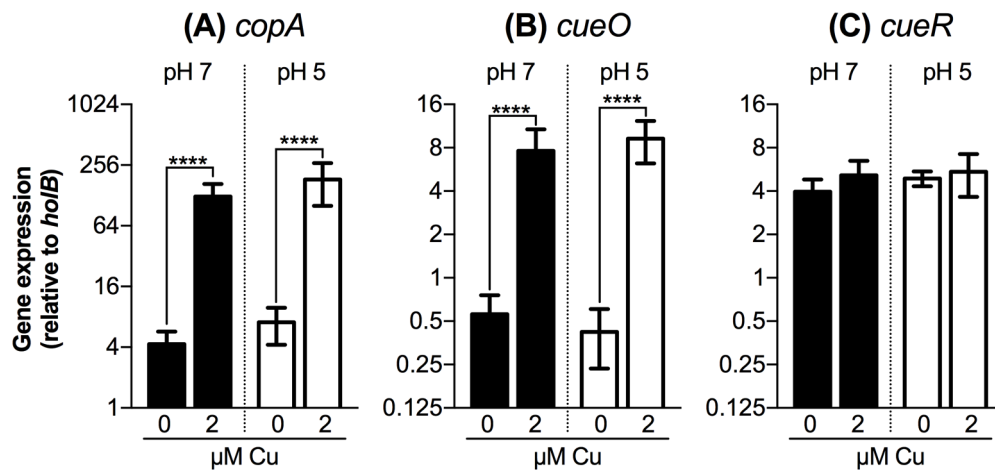 (A) copA
(B) cueO
(C) cueR
pH 7
pH 5
pH 7
pH 5
pH 7
pH 5
Gene expression
(relative to holB)
1024
256
64
16
4
1
****
****
0
2
0
2
µM Cu
16
8
4
2
1
0.5
0.25
0.125
****
****
0
2
0
2
µM Cu
16
8
4
2
1
0.5
0.25
0.125
0
2
0
2
µM Cu